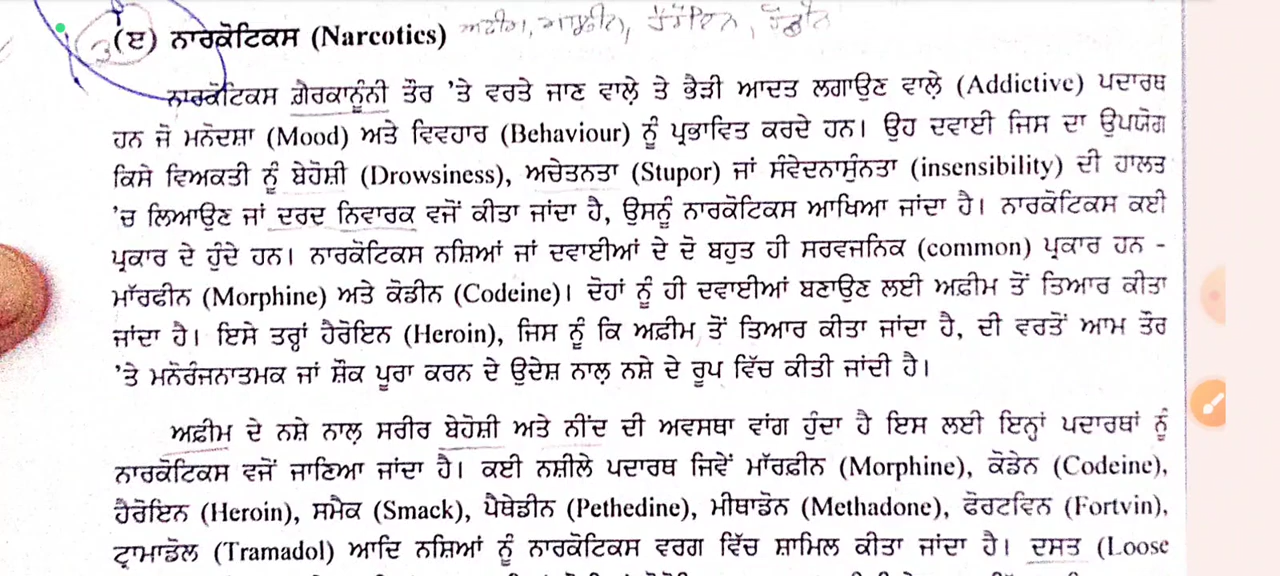 (ੲ) ਨਾਰਕੋਟਿਕਸ (Narcotics) ਅਫੀਮ, ਮਾਰਫੀਨ, ਹੈਰੋਇਨ,
ਨਾਰਕੋਟਿਕਸ ਗ਼ੈਰਕਾਨੂੰਨੀ ਤੌਰ 'ਤੇ ਵਰਤੇ ਜਾਣ ਵਾਲੇ ਤੇ ਭੈੜੀ ਆਦਤ ਲਗਾਉਣ ਵਾਲੇ (Addictive) ਪਦਾਰਥ
ਹਨ ਜੋ ਮਨੋਦਸ਼ਾ (Mood) ਅਤੇ ਵਿਵਹਾਰ (Behaviour) ਨੂੰ ਪ੍ਰਭਾਵਿਤ ਕਰਦੇ ਹਨ। ਉਹ ਦਵਾਈ ਜਿਸ ਦਾ ਉਪਯੋਗ
ਕਿਸੇ ਵਿਅਕਤੀ ਨੂੰ ਬੇਹੋਸ਼ੀ (Drowsiness), ਅਚੇਤਨਤਾ (Stupor) ਜਾਂ ਸੰਵੇਦਨਾਸੁੰਨਤਾ (insensibility) ਦੀ ਹਾਲਤ
'ਚ ਲਿਆਉਣ ਜਾਂ ਦਰਦ ਨਿਵਾਰਕ ਵਜੋਂ ਕੀਤਾ ਜਾਂਦਾ ਹੈ, ਉਸਨੂੰ ਨਾਰਕੋਟਿਕਸ ਆਖਿਆ ਜਾਂਦਾ ਹੈ। ਨਾਰਕੋਟਿਕਸ ਕਈ
ਪ੍ਰਕਾਰ ਦੇ ਹੁੰਦੇ ਹਨ। ਨਾਰਕੋਟਿਕਸ ਨਸ਼ਿਆਂ ਜਾਂ ਦਵਾਈਆਂ ਦੇ ਦੋ ਬਹੁਤ ਹੀ ਸਰਵਜਨਿਕ (common) ਪ੍ਰਕਾਰ ਹਨ -
ਮਾੱਰਫੀਨ (Morphine) ਅਤੇ ਕੋਡੀਨ (Codeine)। ਦੋਹਾਂ ਨੂੰ ਹੀ ਦਵਾਈਆਂ ਬਣਾਉਣ ਲਈ ਅਫ਼ੀਮ ਤੋਂ ਤਿਆਰ ਕੀਤਾ
ਜਾਂਦਾ ਹੈ। ਇਸੇ ਤਰ੍ਹਾਂ ਹੈਰੋਇਨ (Heroin), ਜਿਸ ਨੂੰ ਕਿ ਅਫ਼ੀਮ ਤੋਂ ਤਿਆਰ ਕੀਤਾ ਜਾਂਦਾ ਹੈ, ਦੀ ਵਰਤੋਂ ਆਮ ਤੌਰ
'ਤੇ ਮਨੋਰੰਜਨਾਤਮਕ ਜਾਂ ਸ਼ੌਕ ਪੂਰਾ ਕਰਨ ਦੇ ਉਦੇਸ਼ ਨਾਲ ਨਸ਼ੇ ਦੇ ਰੂਪ ਵਿੱਚ ਕੀਤੀ ਜਾਂਦੀ ਹੈ।
ਅਫ਼ੀਮ ਦੇ ਨਸ਼ੇ ਨਾਲ ਸਰੀਰ ਬੇਹੋਸ਼ੀ ਅਤੇ ਨੀਂਦ ਦੀ ਅਵਸਥਾ ਵਾਂਗ ਹੁੰਦਾ ਹੈ ਇਸ ਲਈ ਇਨ੍ਹਾਂ ਪਦਾਰਥਾਂ ਨੂੰ
ਨਾਰਕੋਟਿਕਸ ਵਜੋਂ ਜਾਣਿਆ ਜਾਂਦਾ ਹੈ। ਕਈ ਨਸ਼ੀਲੇ ਪਦਾਰਥ ਜਿਵੇਂ ਮਾੱਰਫ਼ੀਨ (Morphine), ਕੋਡੇਨ (Codeine),
ਹੈਰੋਇਨ (Heroin), ਸਮੈਕ (Smack), ਪੈਥੇਡੀਨ (Pethedine), ਮੀਥਾਡੋਨ (Methadone), ਫੋਰਟਵਿਨ (Fortvin),
ਟ੍ਰਾਮਾਡੋਲ (Tramadol) ਆਦਿ ਨਸ਼ਿਆਂ ਨੂੰ ਨਾਰਕੋਟਿਕਸ ਵਰਗ ਵਿੱਚ ਸ਼ਾਮਿਲ ਕੀਤਾ ਜਾਂਦਾ ਹੈ। ਦਸਤ (Loose